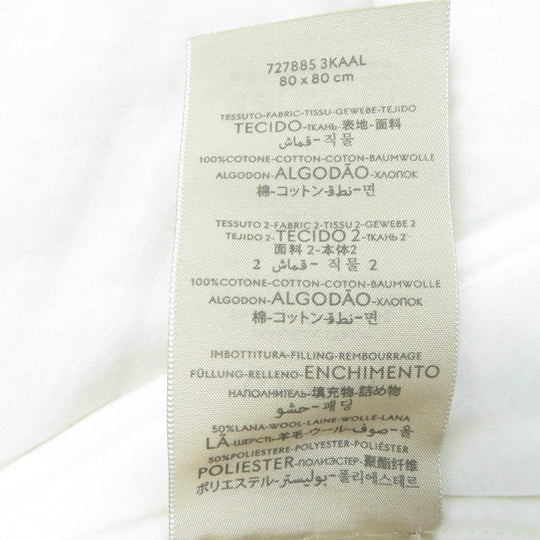 727885 3KAAL
80 x 80 cm
TESSUTO-FABRIC-TISSU-GEWEBE-TEJIDO
TECIDO-ТКАНЬ-表地-面料
قماش-직물
100%COTONE-COTTON-COTON-BAUMWOLLE
ALGODON-ALGODÃO-ХЛОПОК
棉-コットン-نطق-면
TESSUTO 2-FABRIC 2-TISSU 2-GEWEBE 2
TEJIDO 2-TECIDO 2-ТКАНЬ 2
面料 2-本体2
2 قماش-직물 2
100%COTONE-COTTON-COTON-BAUMWOLLE
ALGODON-ALGODÃO-ХЛОПОК
棉-コットン-نطق-면
IMBOTTITURA-FILLING-REMBOURRAGE
FÜLLUNG-RELLENO-ENCHIMENTO
НАПОЛНИТЕЛЬ-填充物-詰め物
حشو-패딩
50%LANA-WOOL-LAINE-WOLLE-LANA
LÃ-ШЕРСТЬ-羊毛-ウール-صوف-울
50%POLIESTERE-POLYESTER-POLIÉSTER
POLIESTER-ПОЛИЭСТЕР-聚酯纤维
ポリエステル-بوليستر-폴리에스테르